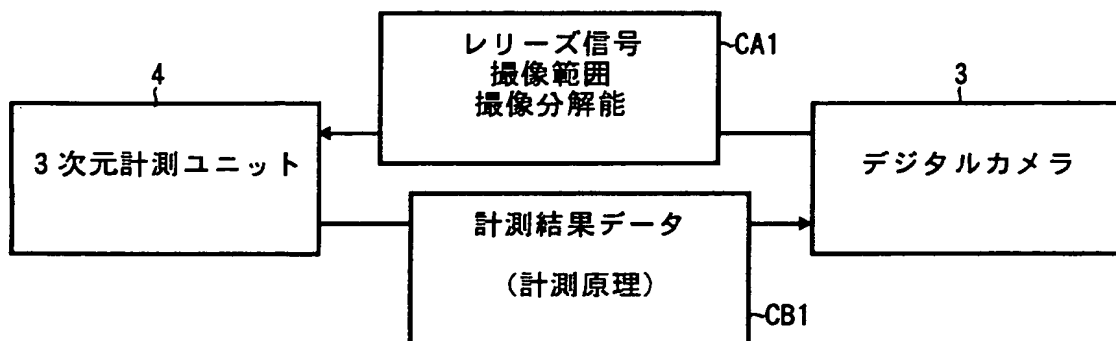 レリーズ信号
撮像範囲
撮像分解能
CA1
4
3次元計測ユニット
3
デジタルカメラ
計測結果データ
(計測原理)
CB1